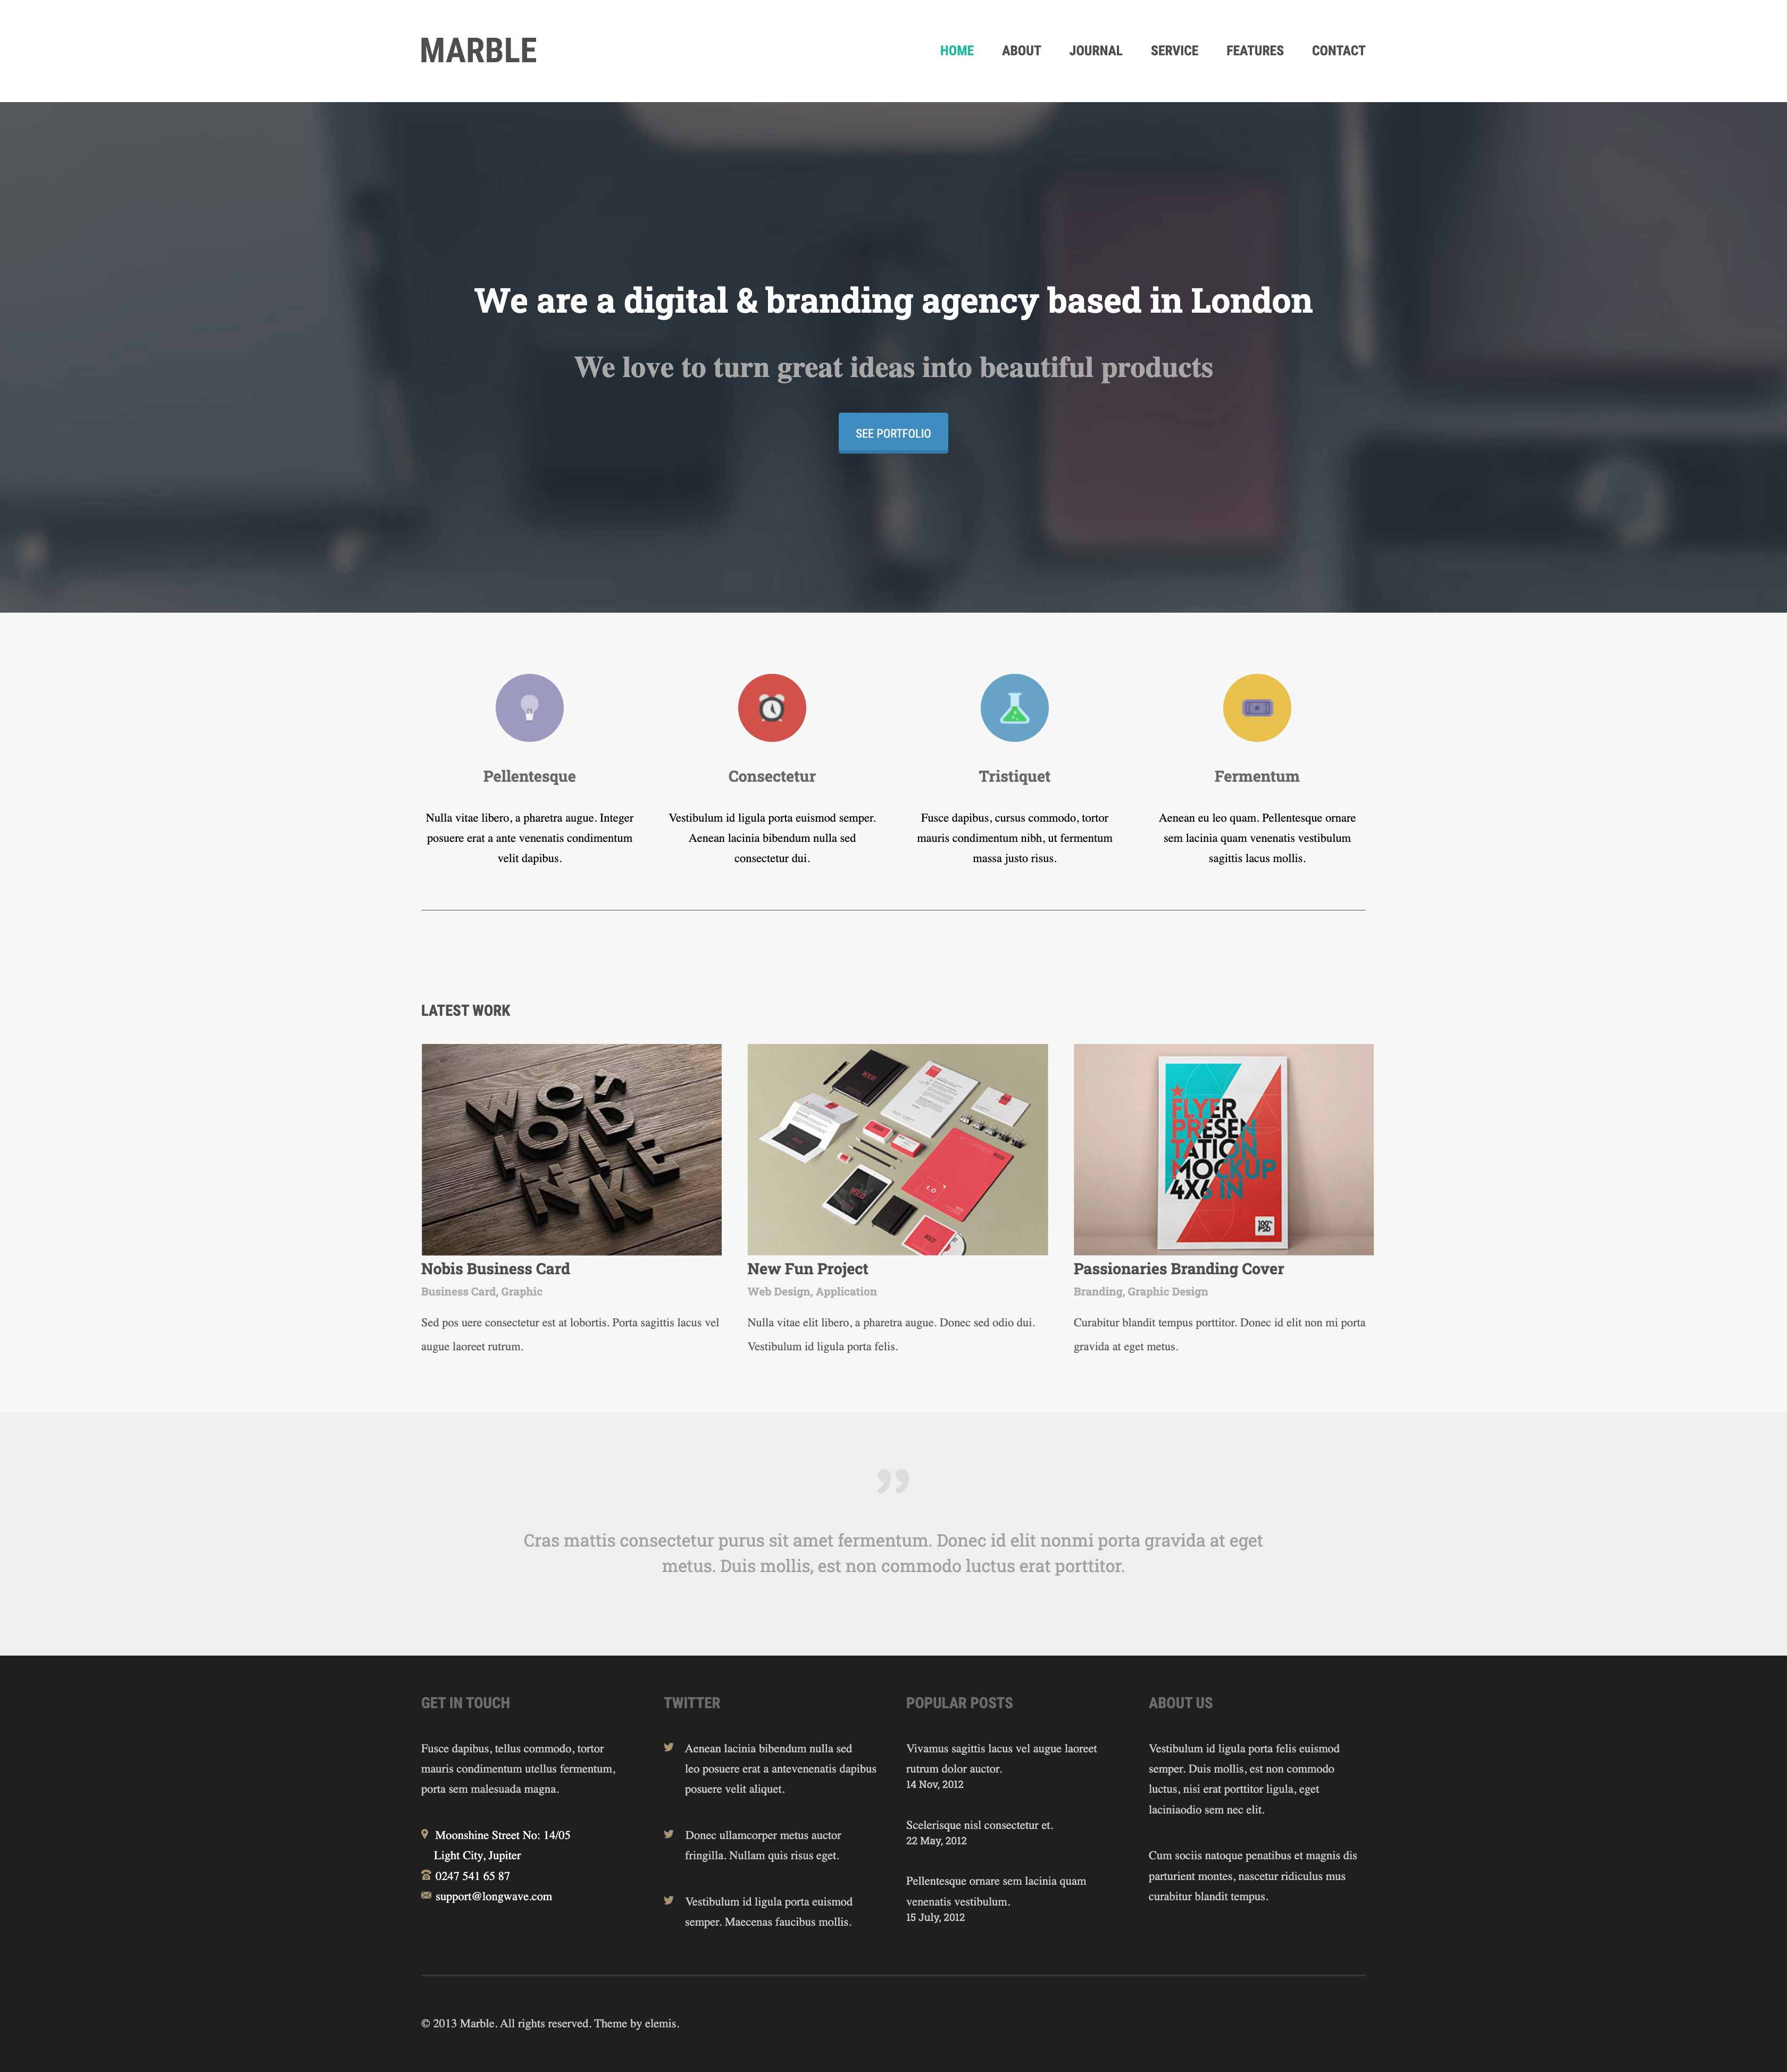 MARBLE
HOME ABOUT JOURNAL SERVICE FEATURES CONTACT
We are a digital & branding agency based in London
We love to turn great ideas into beautiful products
SEE PORTFOLIO
Pellentesque
Nulla vitae libero, a pharetra augue. Integer
posuere erat a ante venenatis condimentum
velit dapibus.
Consectetur
Vestibulum id ligula porta euismod semper.
Aenean lacinia bibendum nulla sed
consectetur dui.
Tristiquet
Fusce dapibus, cursus commodo, tortor
mauris condimentum nibh, ut fermentum
massa justo risus.
Fermentum
Aenean eu leo quam. Pellentesque ornare
sem lacinia quam venenatis vestibulum
sagittis lacus mollis.
LATEST WORK
WOT
IOD
IONE
INK
Nobis Business Card
Business Card, Graphic
Sed pos uere consectetur est at lobortis. Porta sagittis lacus vel
augue laoreet rutrum.
New Fun Project
Web Design, Application
Nulla vitae elit libero, a pharetra augue. Donec sed odio dui.
Vestibulum id ligula porta felis.
FLYER
PRESEN
TATION
MOCKUP
4X6 IN
100%
PSD
Passionaries Branding Cover
Branding, Graphic Design
Curabitur blandit tempus porttitor. Donec id elit non mi porta
gravida at eget metus.
”
Cras mattis consectetur purus sit amet fermentum. Donec id elit nonmi porta gravida at eget
metus. Duis mollis, est non commodo luctus erat porttitor.
GET IN TOUCH
Fusce dapibus, tellus commodo, tortor
mauris condimentum utellus fermentum,
porta sem malesuada magna.
Moonshine Street No: 14/05
Light City, Jupiter
0247 541 65 87
support@longwave.com
TWITTER
Aenean lacinia bibendum nulla sed
leo posuere erat a antevenenatis dapibus
posuere velit aliquet.
Donec ullamcorper metus auctor
fringilla. Nullam quis risus eget.
Vestibulum id ligula porta euismod
semper. Maecenas faucibus mollis.
POPULAR POSTS
Vivamus sagittis lacus vel augue laoreet
rutrum dolor auctor.
14 Nov, 2012
Scelerisque nisl consectetur et.
22 May, 2012
Pellentesque ornare sem lacinia quam
venenatis vestibulum.
15 July, 2012
ABOUT US
Vestibulum id ligula porta felis euismod
semper. Duis mollis, est non commodo
luctus, nisi erat porttitor ligula, eget
laciniaodio sem nec elit.
Cum sociis natoque penatibus et magnis dis
parturient montes, nascetur ridiculus mus
curabitur blandit tempus.
© 2013 Marble. All rights reserved. Theme by elemis.